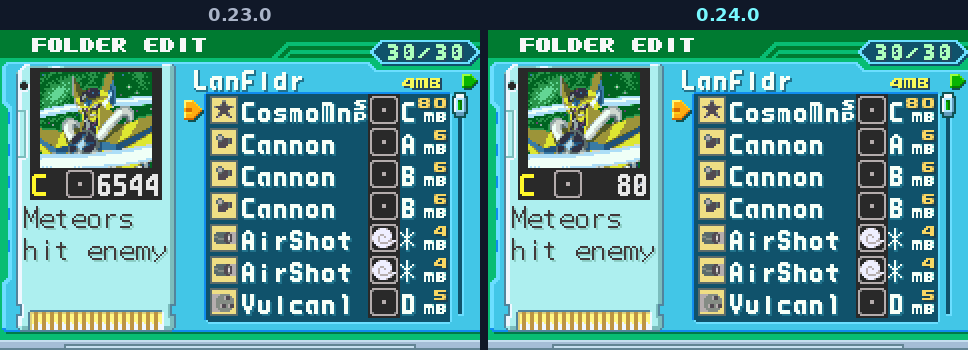 0.23.0
FOLDER EDIT
30/30
LanFldr
4MB
CosmoMnSP C 80 MB
Cannon A 6 MB
Cannon B 6 MB
Cannon B 6 MB
AirShot * 4 MB
AirShot * 4 MB
Vulcan1 D 5 MB
C 6544
Meteors
hit enemy
0.24.0
FOLDER EDIT
30/30
LanFldr
4MB
CosmoMnSP C 80 MB
Cannon A 6 MB
Cannon B 6 MB
Cannon B 6 MB
AirShot * 4 MB
AirShot * 4 MB
Vulcan1 D 5 MB
C 80
Meteors
hit enemy